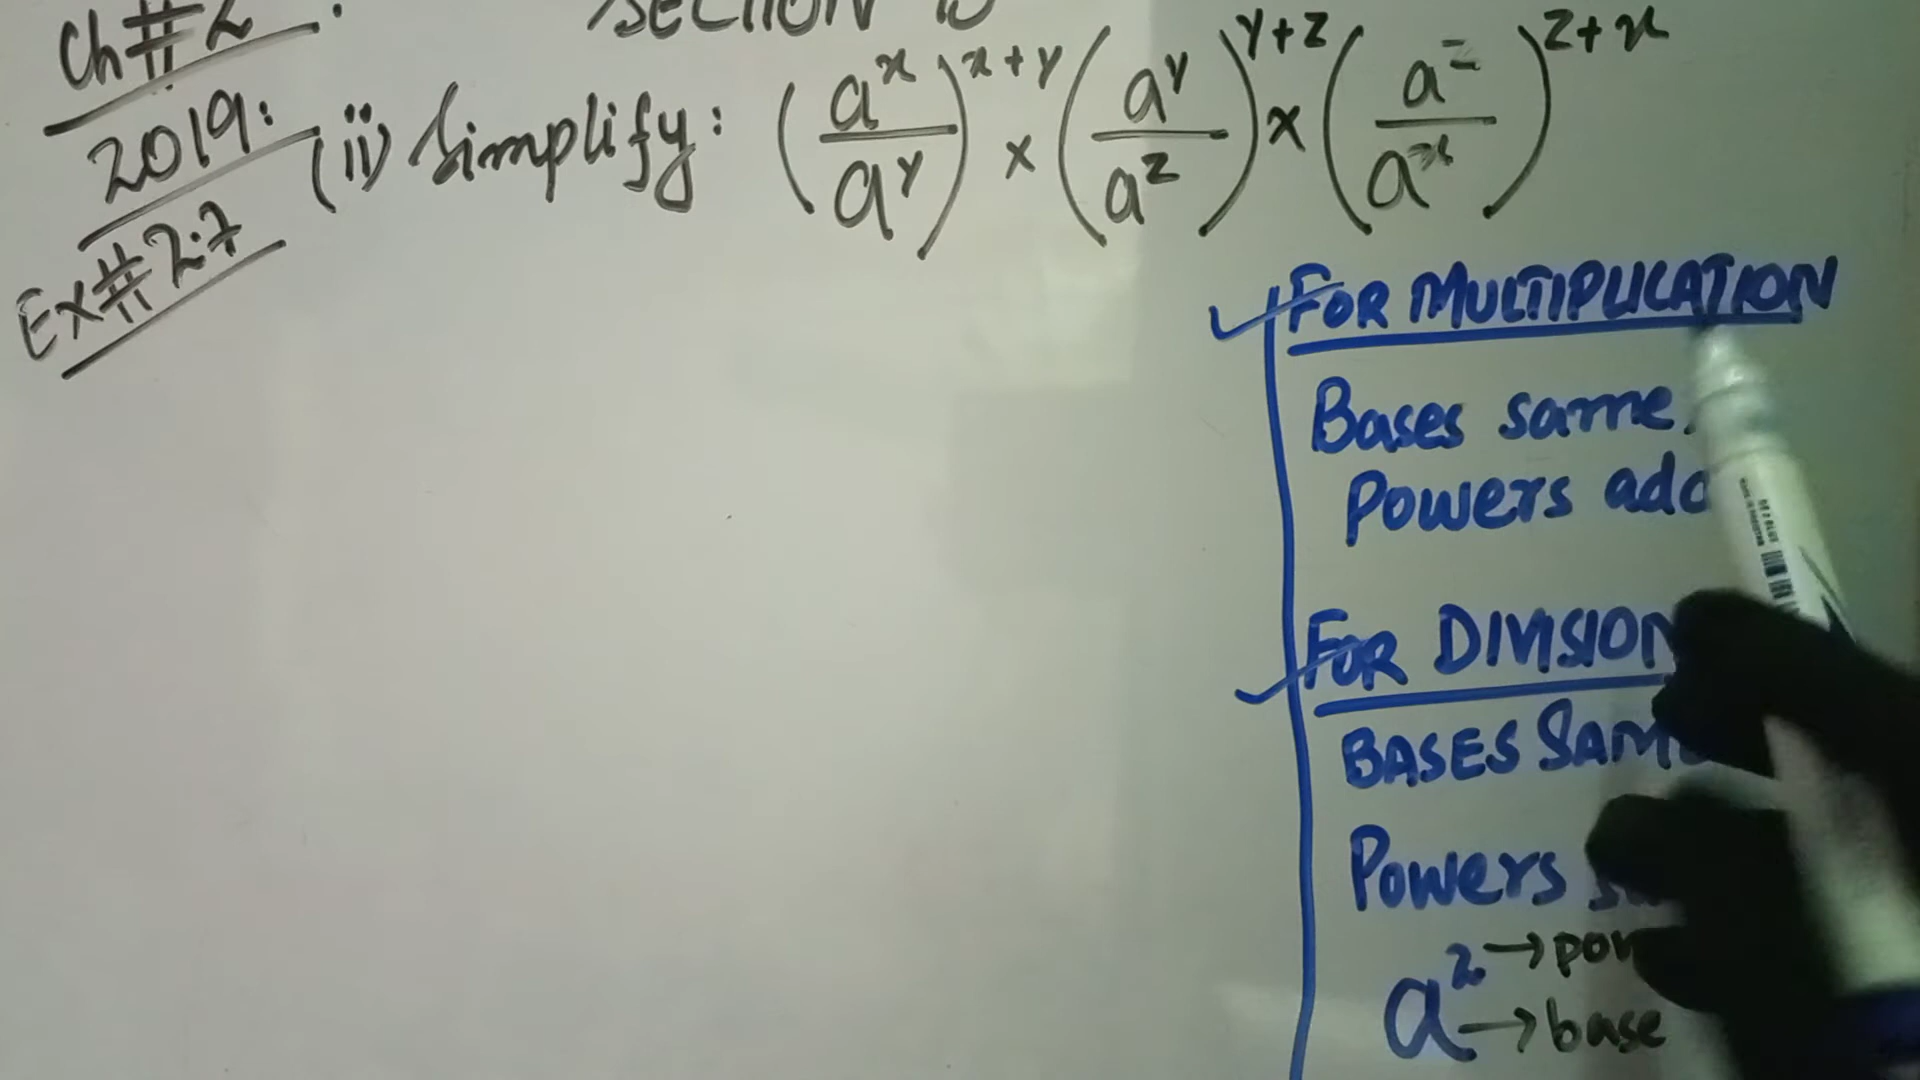 Ch#2
SECTION
2019:
Ex#2.7
(ii) Simplify: (a^x/a^y)^x+y × (a^y/a^z)^y+z × (a^z/a^x)^z+x
FOR MULTIPLICATION
Bases same,
Powers add
FOR DIVISION
BASES SAME
Powers
a^2 → pow
→ base